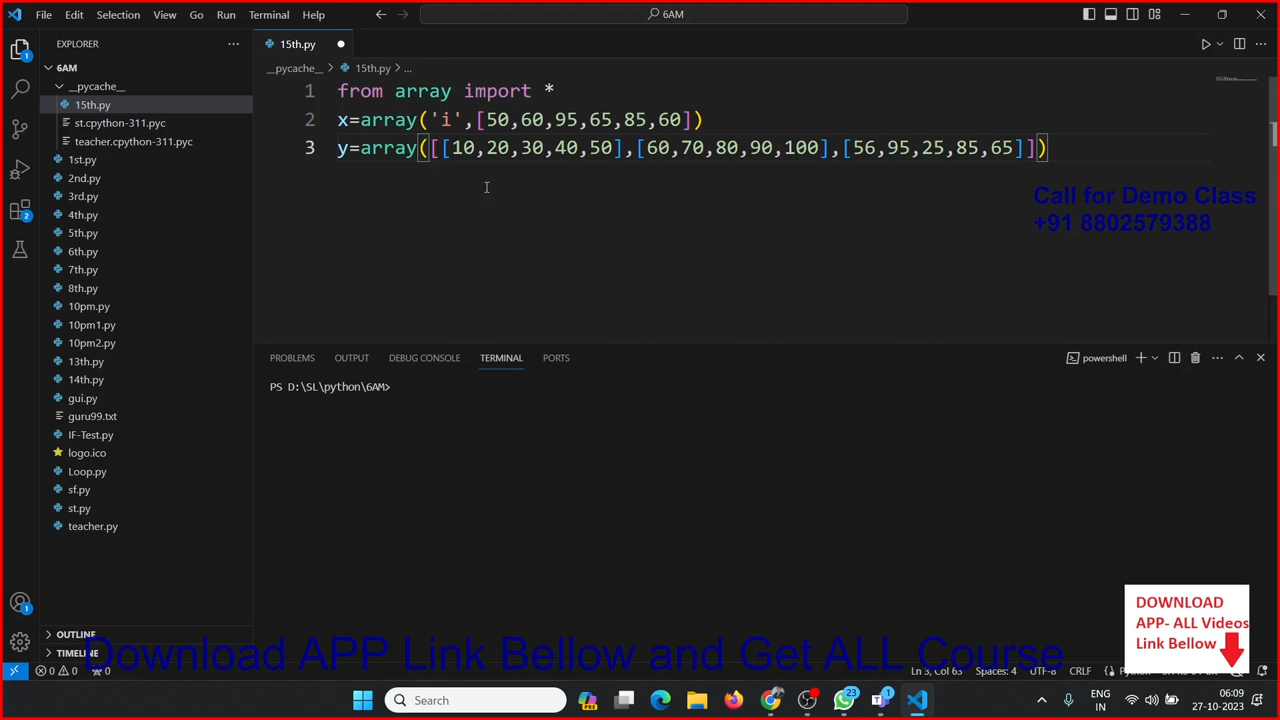 File Edit Selection View Go Run Terminal Help
6AM
EXPLORER
15th.py
6AM
__pycache__ > 15th.py > ...
__pycache__
15th.py
st.cpython-311.pyc
teacher.cpython-311.pyc
1st.py
2nd.py
3rd.py
4th.py
5th.py
6th.py
7th.py
8th.py
10pm.py
10pm1.py
10pm2.py
13th.py
14th.py
gui.py
guru99.txt
IF-Test.py
logo.ico
Loop.py
sf.py
st.py
teacher.py
OUTLINE
TIMELINE
1 from array import *
2 x=array('i',[50,60,95,65,85,60])
3 y=array([[10,20,30,40,50],[60,70,80,90,100],[56,95,25,85,65]])
Call for Demo Class
+91 8802579388
PROBLEMS OUTPUT DEBUG CONSOLE TERMINAL PORTS
powershell
PS D:\SL\python\6AM>
DOWNLOAD
APP- ALL Videos
Link Bellow
Download APP Link Bellow and Get ALL Course
0 0 0
Ln 3, Col 63 Spaces: 4 UTF-8 CRLF
Search
PRE
23
1
ENG
IN
06:09
27-10-2023